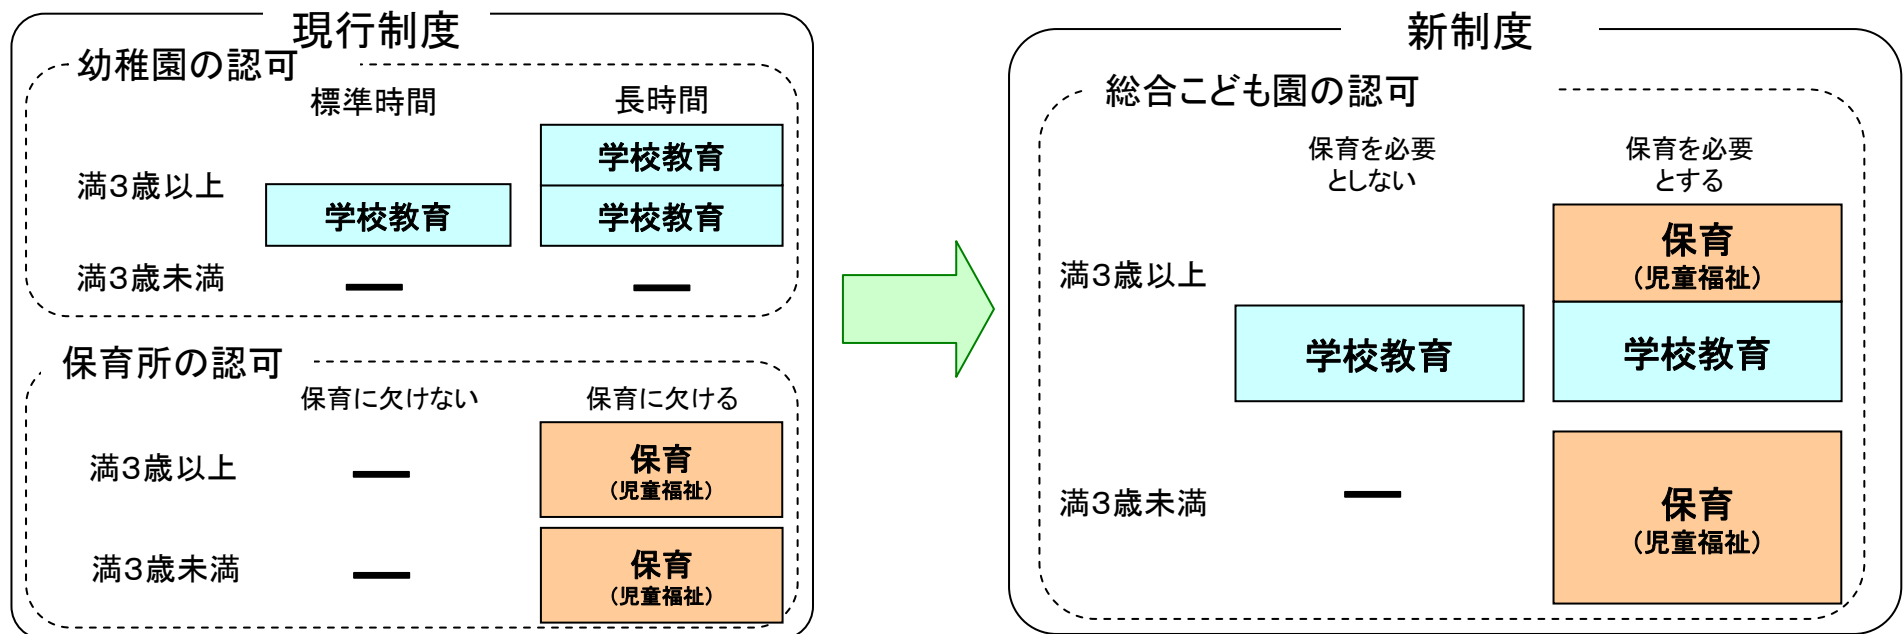 現行制度
幼稚園の認可
標準時間
長時間
学校教育
満3歳以上
学校教育
学校教育
満3歳未満
―
―
保育所の認可
保育に欠けない
保育に欠ける
満3歳以上
―
保育
(児童福祉)
満3歳未満
―
保育
(児童福祉)
新制度
総合こども園の認可
保育を必要
としない
保育を必要
とする
満3歳以上
保育
(児童福祉)
学校教育
学校教育
満3歳未満
―
保育
(児童福祉)